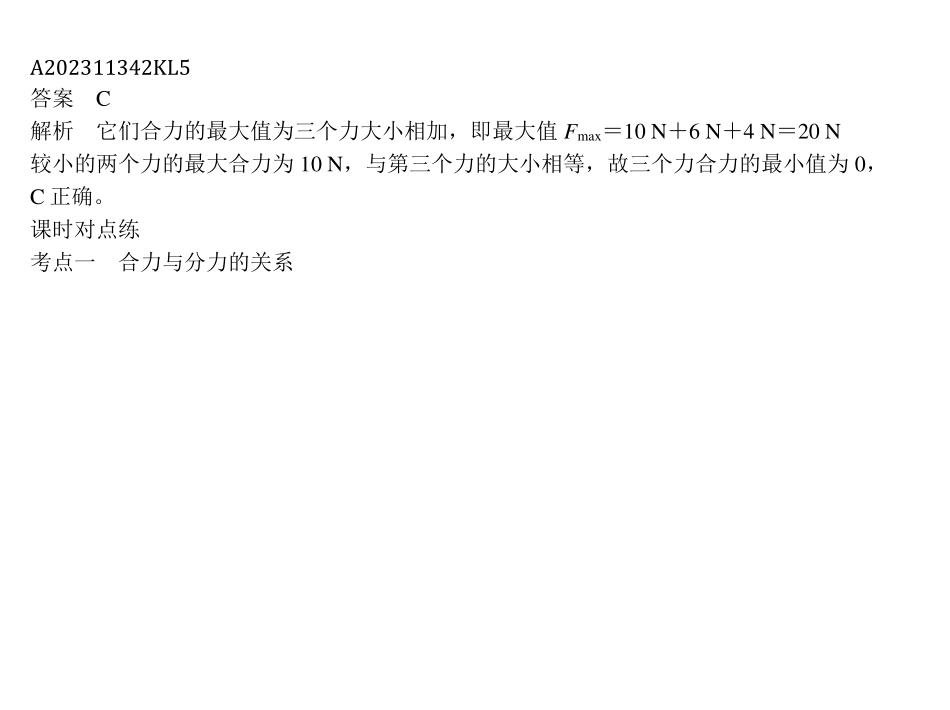 A202311342KL5
答案　C
解析　它们合力的最大值为三个力大小相加，即最大值 Fmax＝10 N＋6 N＋4 N＝20 N
较小的两个力的最大合力为 10 N，与第三个力的大小相等，故三个力合力的最小值为 0，
C 正确。
课时对点练
考点一　合力与分力的关系